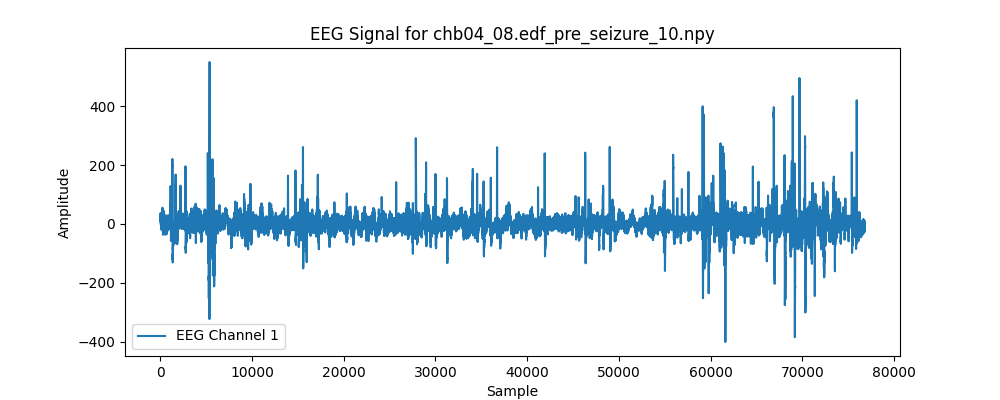 EEG Signal for chb04_08.edf_pre_seizure_10.npy
Amplitude
400
200
0
−200
−400
EEG Channel 1
0 10000 20000 30000 40000 50000 60000 70000 80000
Sample